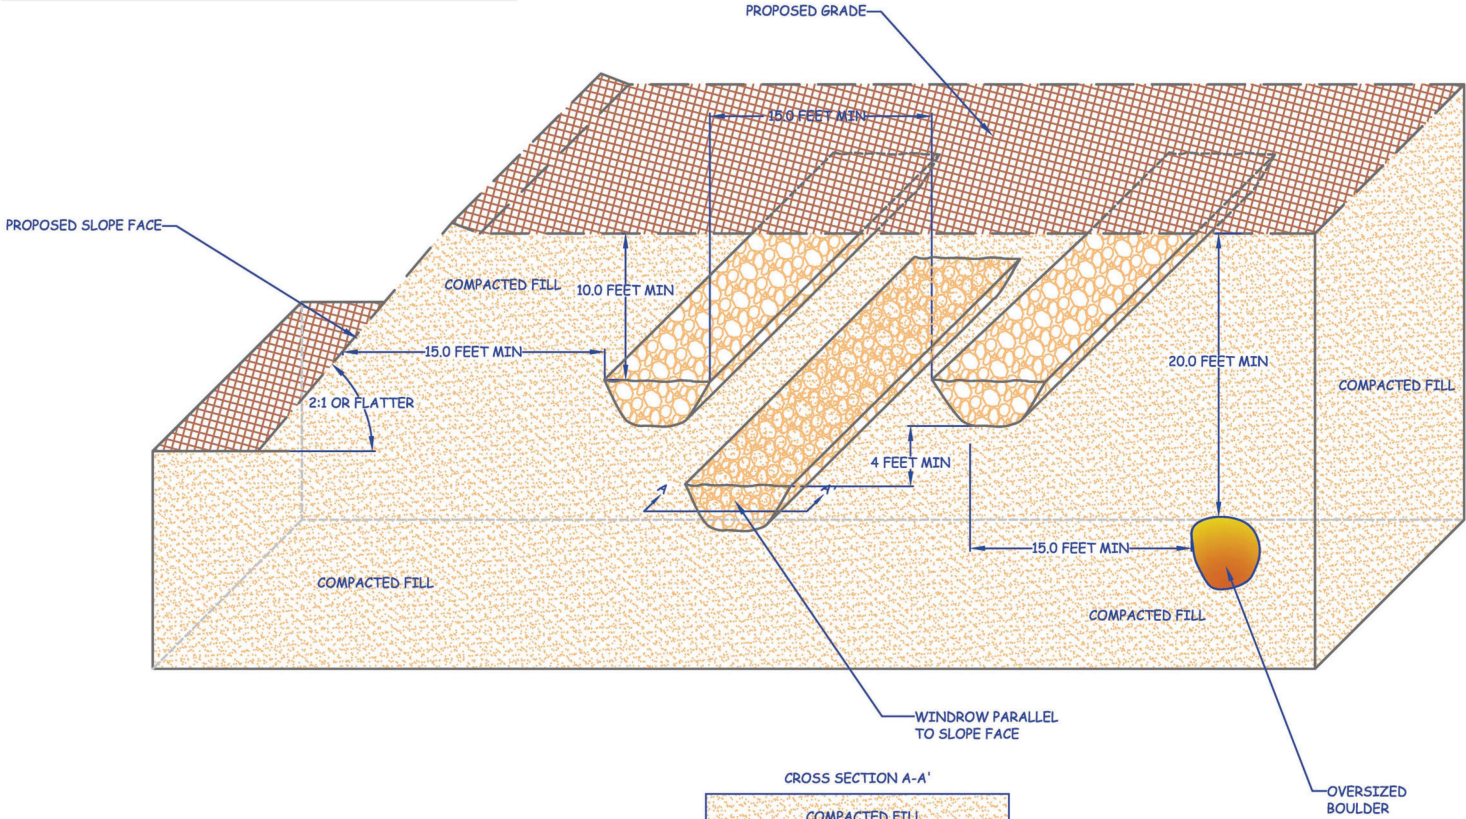 PROPOSED GRADE
15.0 FEET MIN
PROPOSED SLOPE FACE
COMPACTED FILL
10.0 FEET MIN
15.0 FEET MIN
20.0 FEET MIN
COMPACTED FILL
2:1 OR FLATTER
4 FEET MIN
A
A'
15.0 FEET MIN
COMPACTED FILL
COMPACTED FILL
WINDROW PARALLEL
TO SLOPE FACE
CROSS SECTION A-A'
OVERSIZED
BOULDER
COMPACTED FILL